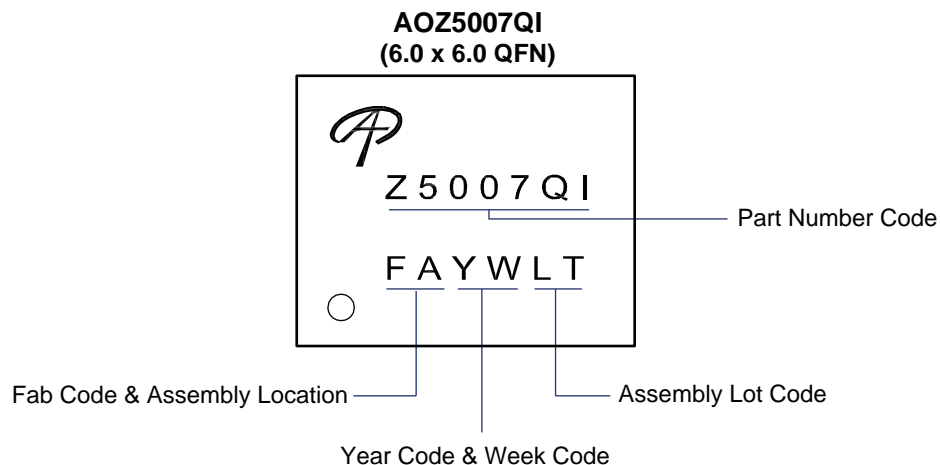 AOZ5007QI
(6.0 x 6.0 QFN)
Z5007QI
Part Number Code
FAYWLT
Fab Code & Assembly Location
Assembly Lot Code
Year Code & Week Code